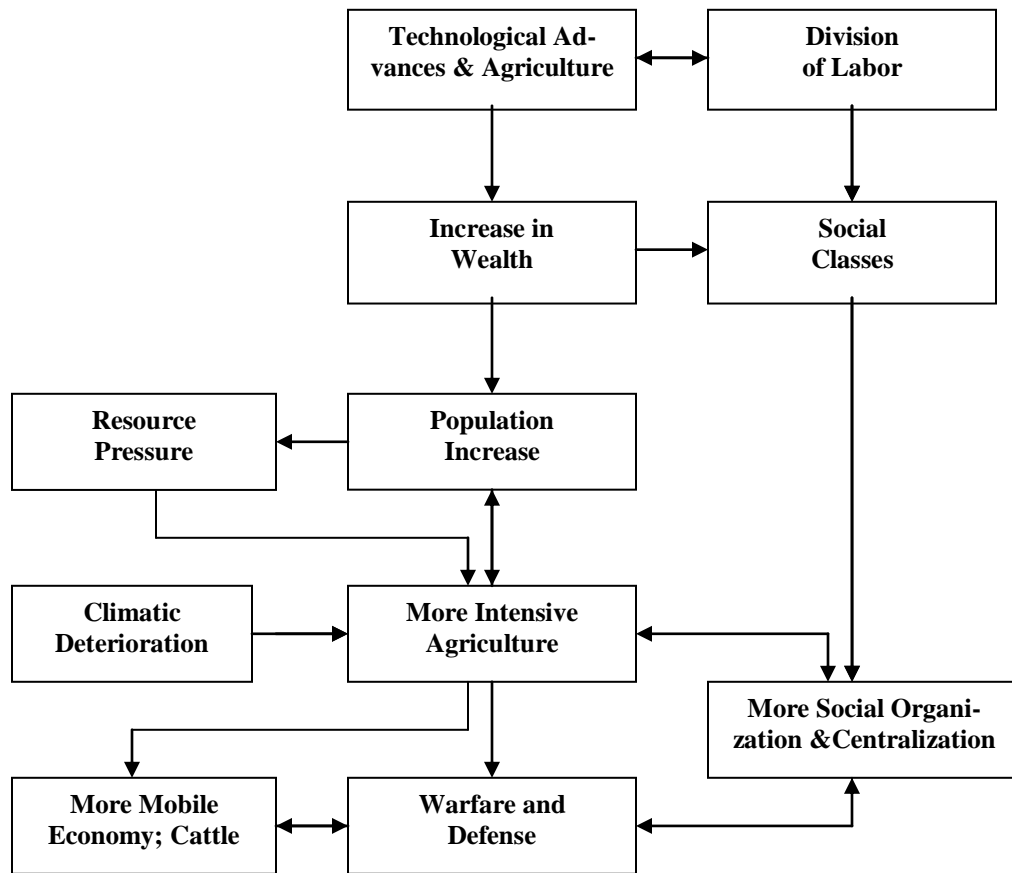 Technological Ad-
vances & Agriculture
Division
of Labor
Increase in
Wealth
Social
Classes
Resource
Pressure
Population
Increase
Climatic
Deterioration
More Intensive
Agriculture
More Social Organi-
zation &Centralization
More Mobile
Economy; Cattle
Warfare and
Defense